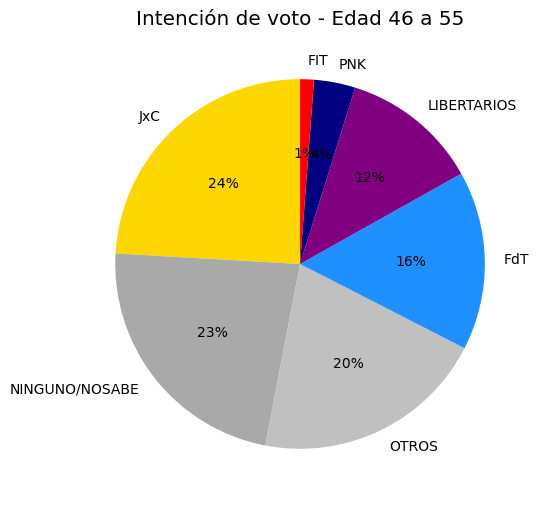 Intención de voto - Edad 46 a 55
FIT
PNK
JxC
LIBERTARIOS
1%
4%
12%
24%
FdT
16%
23%
20%
NINGUNO/NOSABE
OTROS